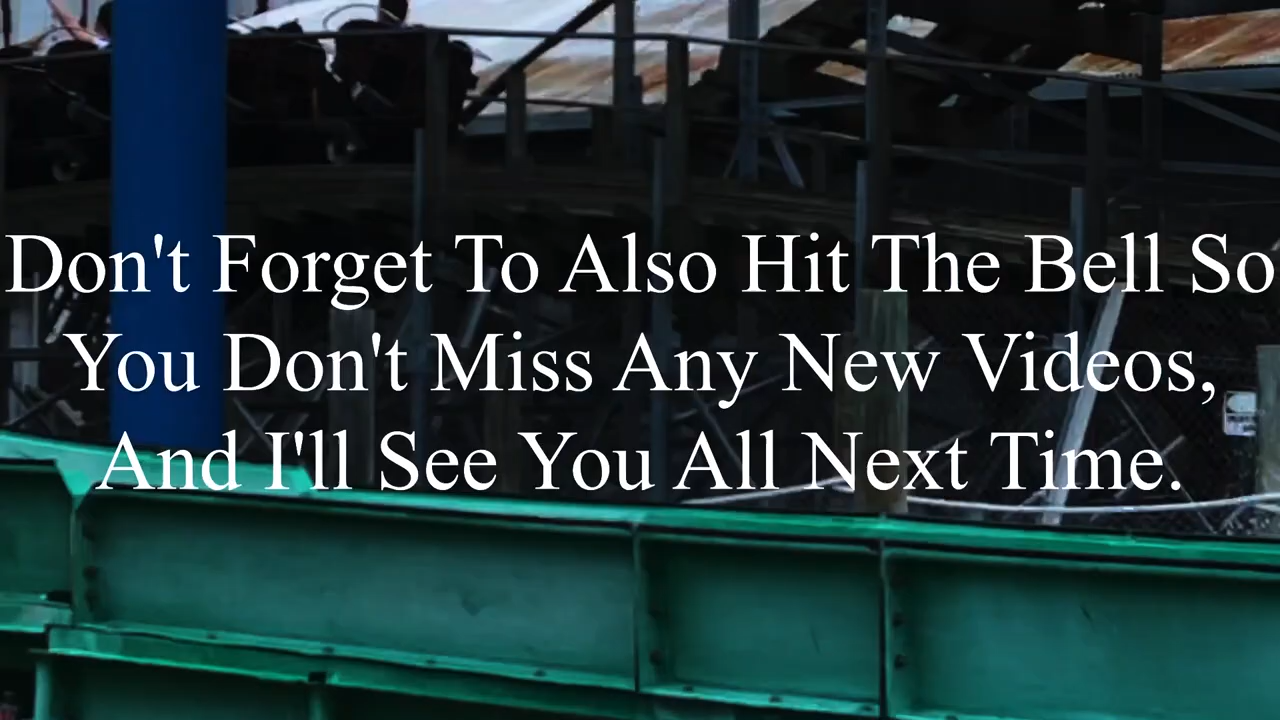 Don't Forget To Also Hit The Bell So
You Don't Miss Any New Videos,
And I'll See You All Next Time.